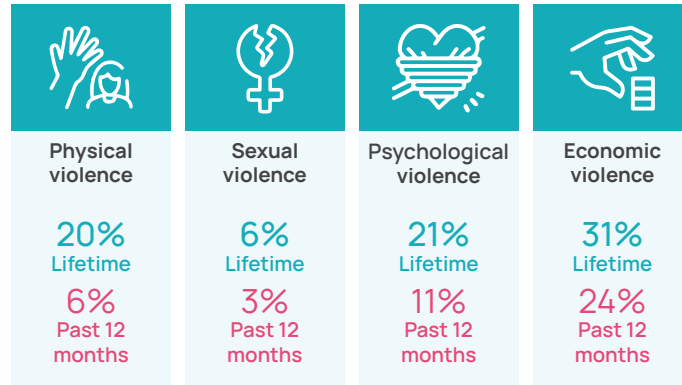 Physical
violence
20%
Lifetime
6%
Past 12
months
Sexual
violence
6%
Lifetime
3%
Past 12
months
Psychological
violence
21%
Lifetime
11%
Past 12
months
Economic
violence
31%
Lifetime
24%
Past 12
months